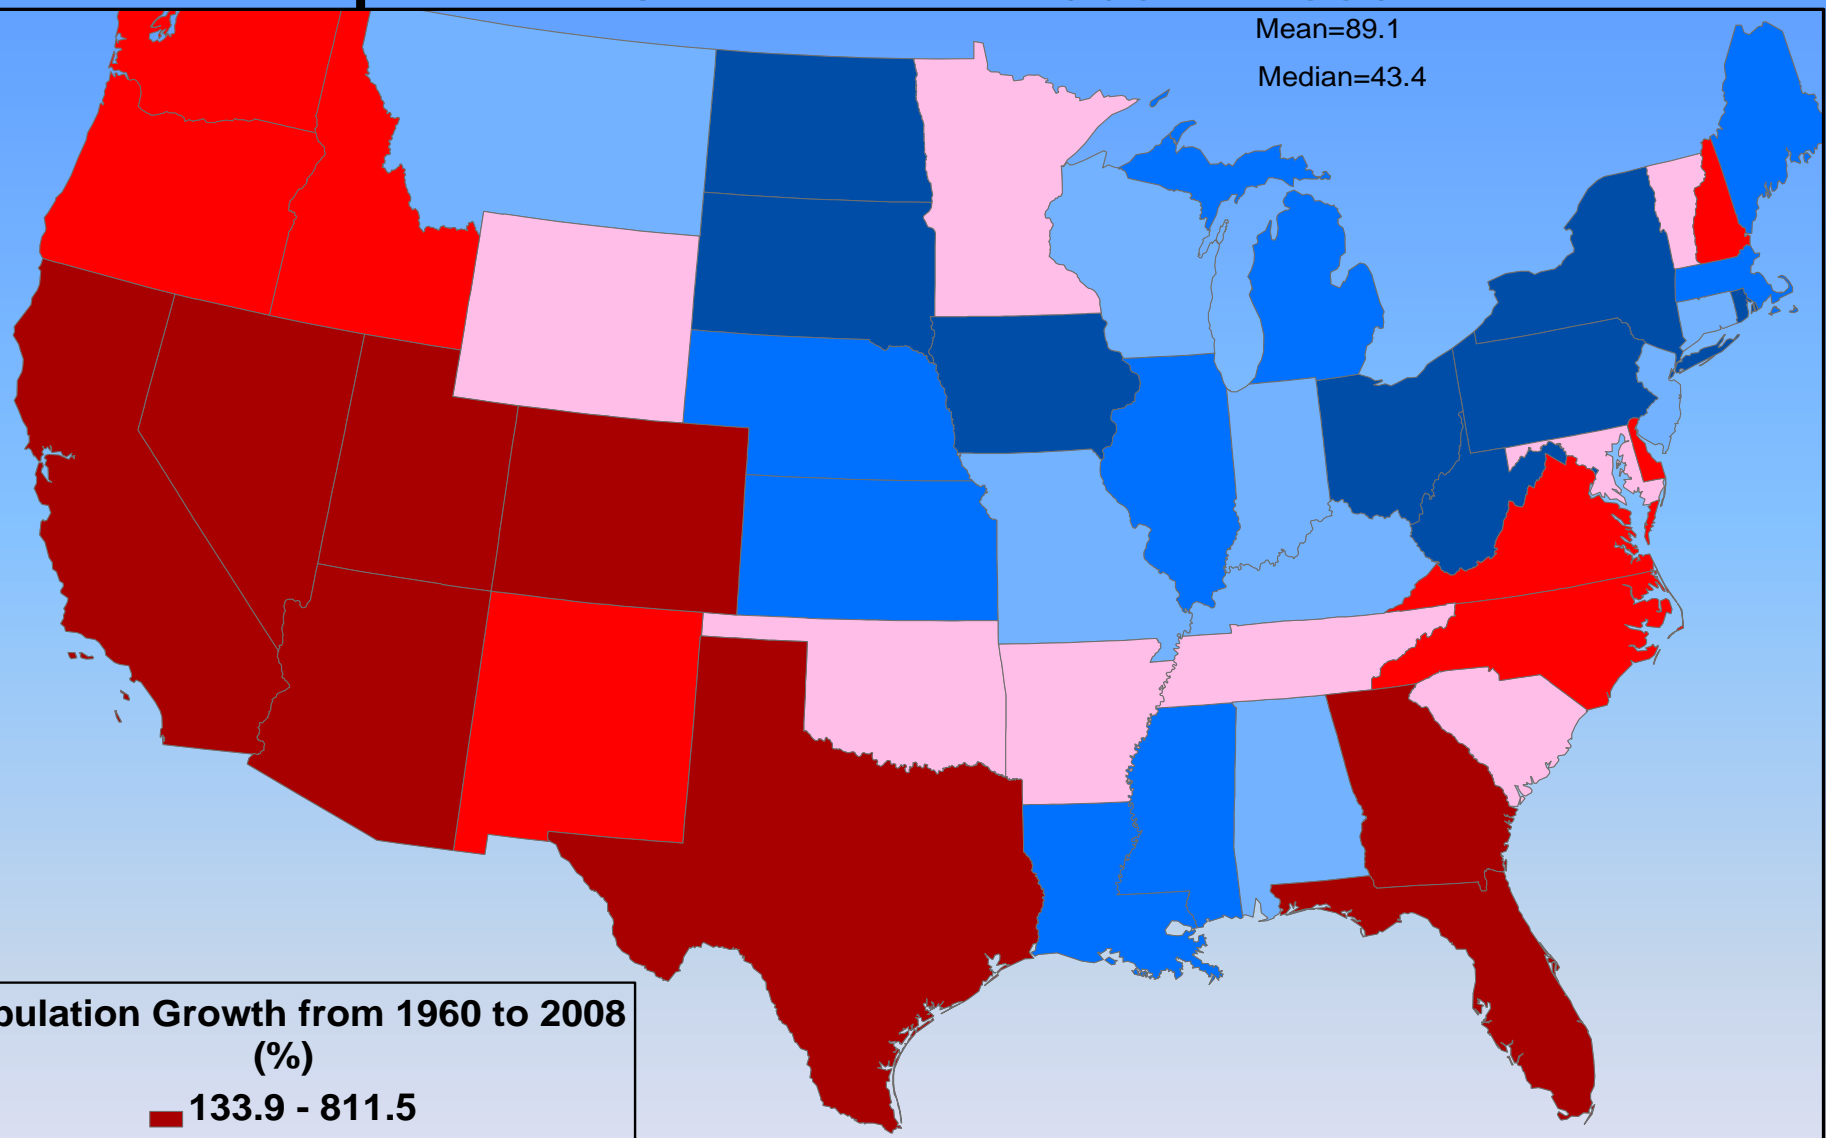 Mean=89.1
Median=43.4
pulation Growth from 1960 to 2008
(%)
133.9 - 811.5